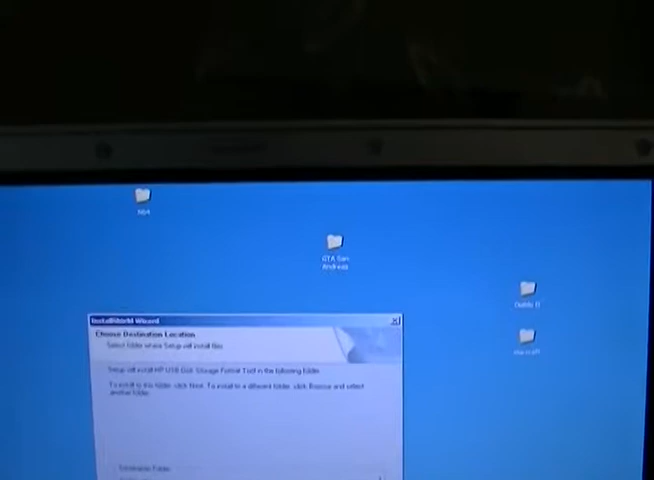 GTA San
Andreas
InstallShield Wizard
Choose Destination Location
Select folder where Setup will install files
Setup will install HP USB Disk Storage Format Tool in the following folder.
To install to this folder, click Next. To install to a different folder, click Browse and select
another folder.
Destination Folder